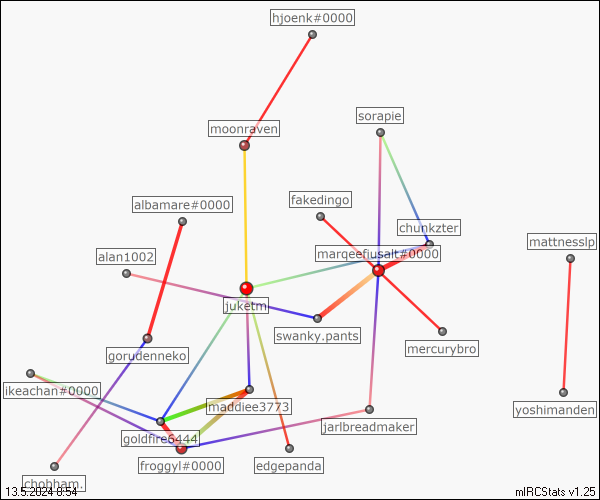 hjoenk#0000
sorapie
moonraven
fakedingo
albamare#0000
chunkzter
mattnesslp
marqeefiusalt#0000
alan1002
juketm
swanky.pants
mercurybro
gorudenneko
ikeachan#0000
maddiee3773
yoshimanden
jarlbreadmaker
goldfire6444
froggyl#0000
edgepanda
chobham.
13.5.2024 6:54
mIRCStats v1.25